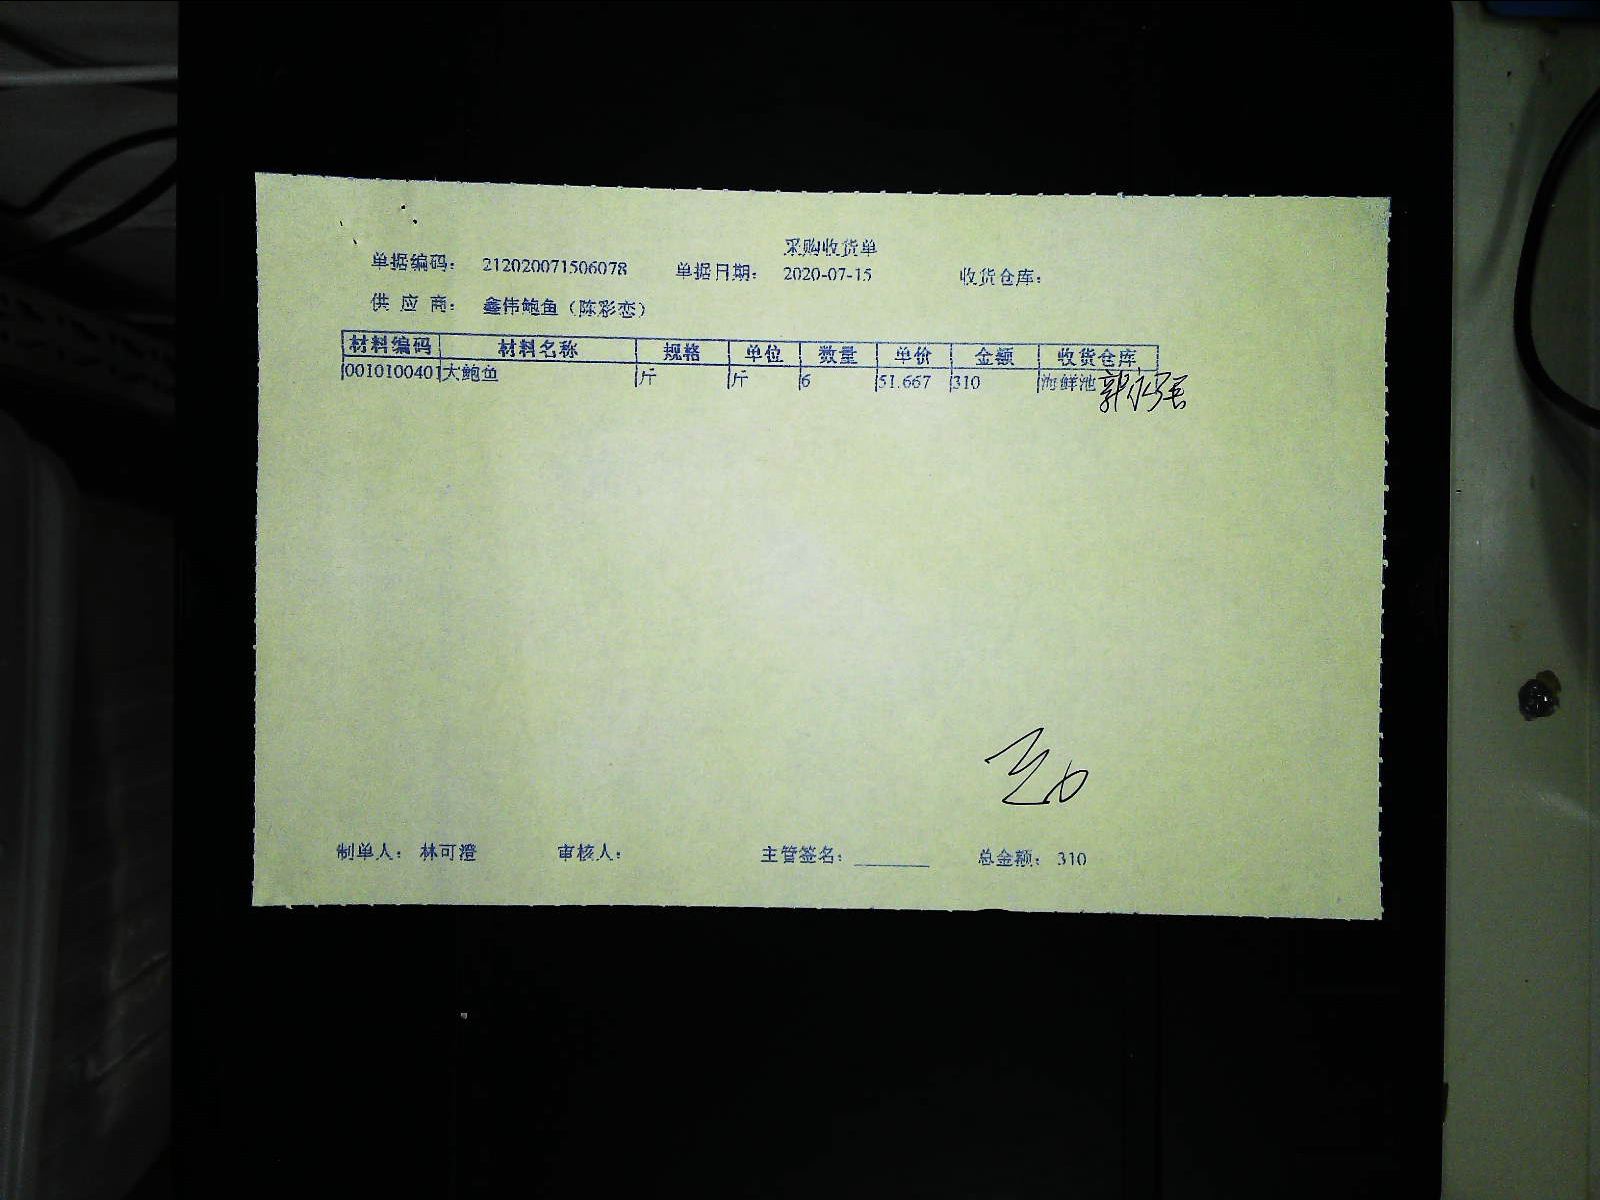 采购收货单
单据编码： 212020071506078 单据日期： 2020-07-15 收货仓库：
供 应 商： 鑫伟鲍鱼（陈彩恋）
材料编码 材料名称 规格 单位 数量 单价 金额 收货仓库
0010100401 大鲍鱼 斤 斤 6 51.667 310 海鲜池
制单人： 林可澄 审核人： 主管签名： ________ 总金额： 310